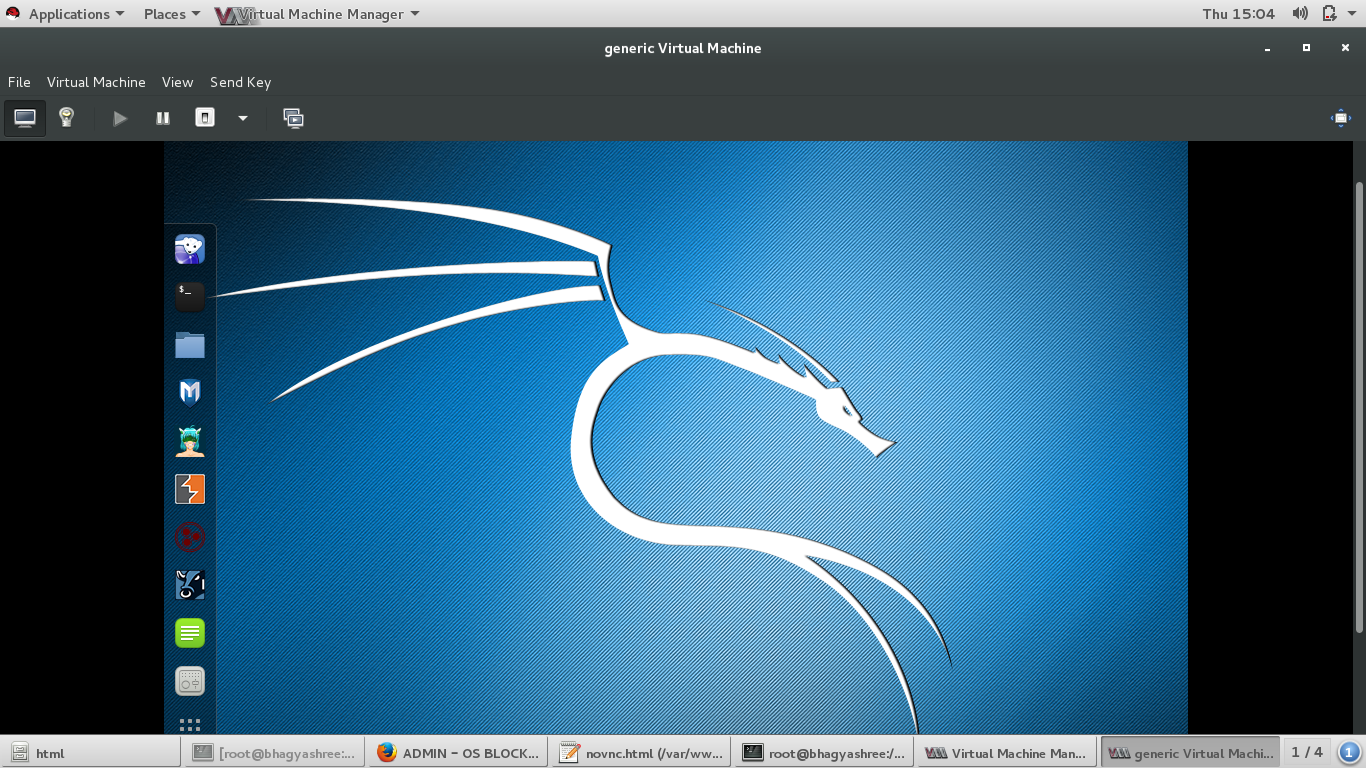 Applications Places Virtual Machine Manager Thu 15:04
generic Virtual Machine
File Virtual Machine View Send Key
$_
html [root@bhagyashree:... ADMIN - OS BLOCK... novnc.html (/var/ww... root@bhagyashree:/... Virtual Machine Man... generic Virtual Machi... 1 / 4 1